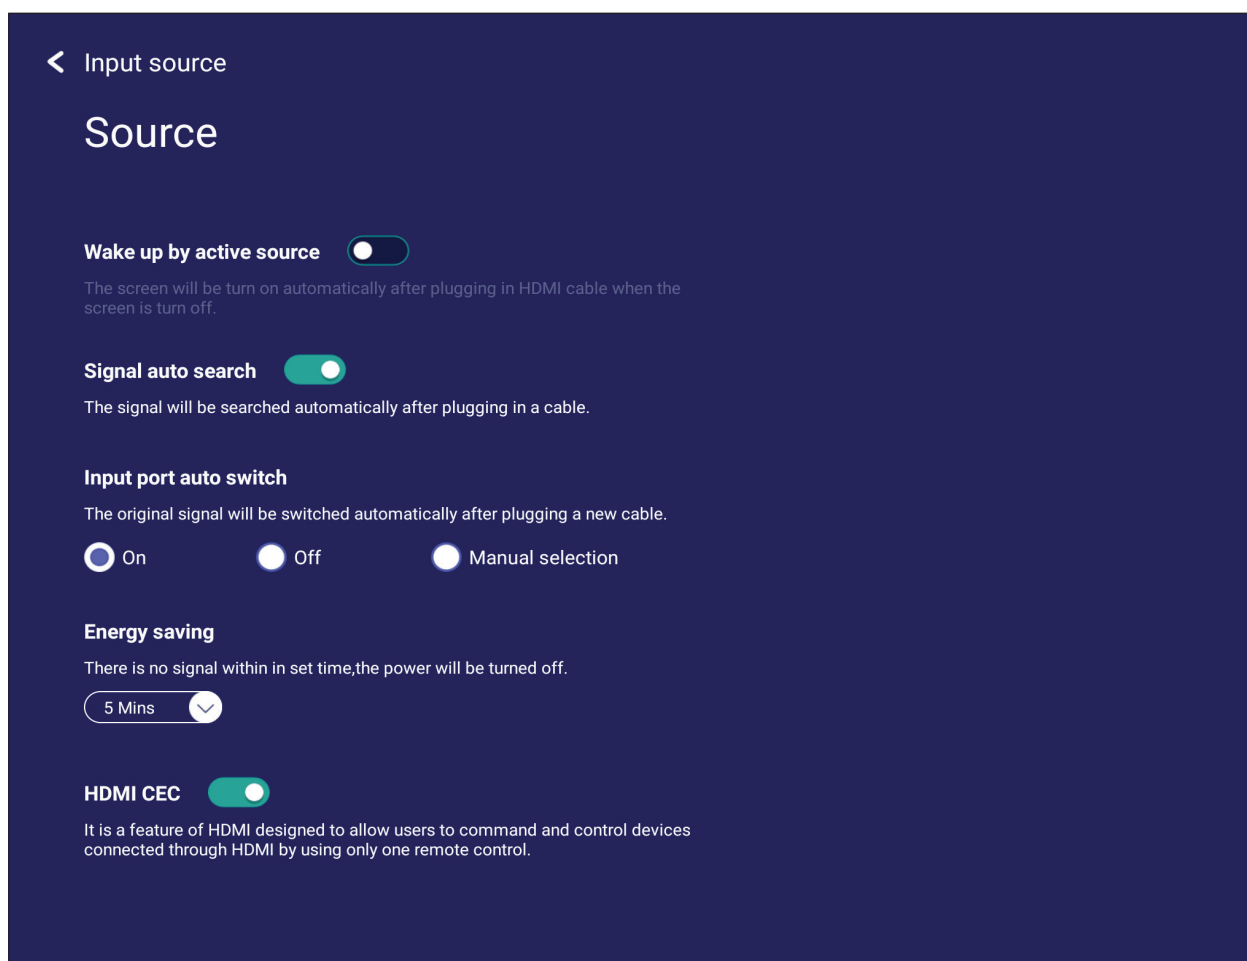 Input source
Source
Wake up by active source
The screen will be turn on automatically after plugging in HDMI cable when the
screen is turn off.
Signal auto search
The signal will be searched automatically after plugging in a cable.
Input port auto switch
The original signal will be switched automatically after plugging a new cable.
On Off Manual selection
Energy saving
There is no signal within in set time,the power will be turned off.
5 Mins
HDMI CEC
It is a feature of HDMI designed to allow users to command and control devices
connected through HDMI by using only one remote control.